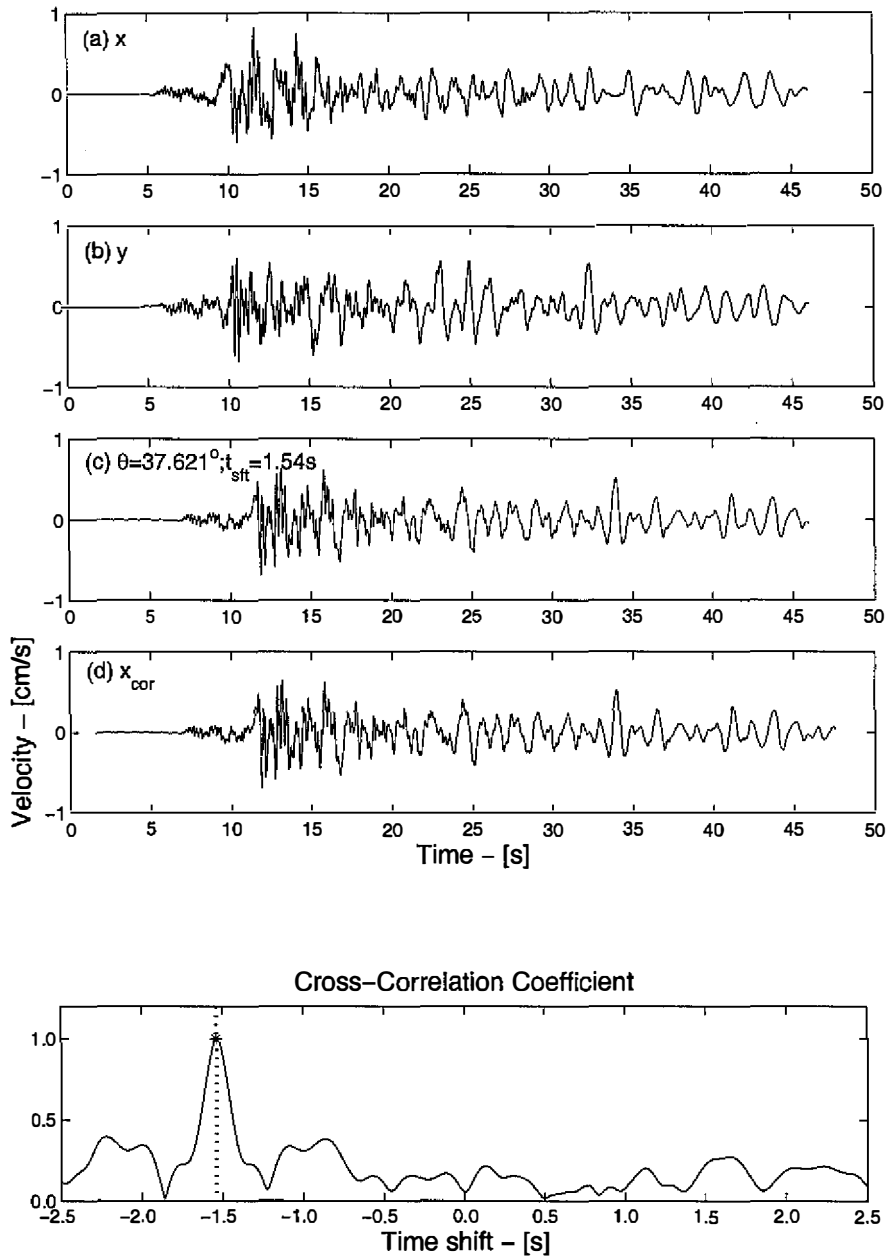 (a) x
1
0
−1
0 5 10 15 20 25 30 35 40 45 50
(b) y
1
0
−1
0 5 10 15 20 25 30 35 40 45 50
(c) θ=37.621°;t_sft=1.54s
1
0
−1
0 5 10 15 20 25 30 35 40 45 50
(d) x_cor
1
0
−1
0 5 10 15 20 25 30 35 40 45 50
Velocity – [cm/s]
Time – [s]
Cross–Correlation Coefficient
1.0
0.5
0.0
−2.5 −2.0 −1.5 −1.0 −0.5 0.0 0.5 1.0 1.5 2.0 2.5
Time shift – [s]